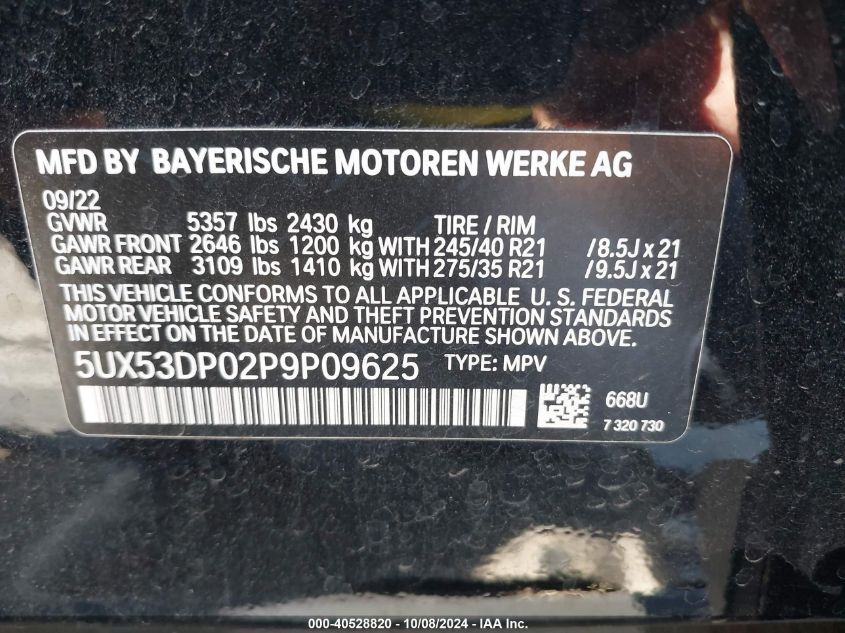 MFD BY BAYERISCHE MOTOREN WERKE AG
09/22
GVWR 5357 lbs 2430 kg TIRE / RIM
GAWR FRONT 2646 lbs 1200 kg WITH 245/40 R21 / 8.5J x 21
GAWR REAR 3109 lbs 1410 kg WITH 275/35 R21 / 9.5J x 21
THIS VEHICLE CONFORMS TO ALL APPLICABLE U. S. FEDERAL
MOTOR VEHICLE SAFETY AND THEFT PREVENTION STANDARDS
IN EFFECT ON THE DATE OF MANUFACTURE SHOWN ABOVE.
5UX53DP02P9P09625 TYPE: MPV
668U
7 320 730
000-40528820 - 10/08/2024 - IAA Inc.